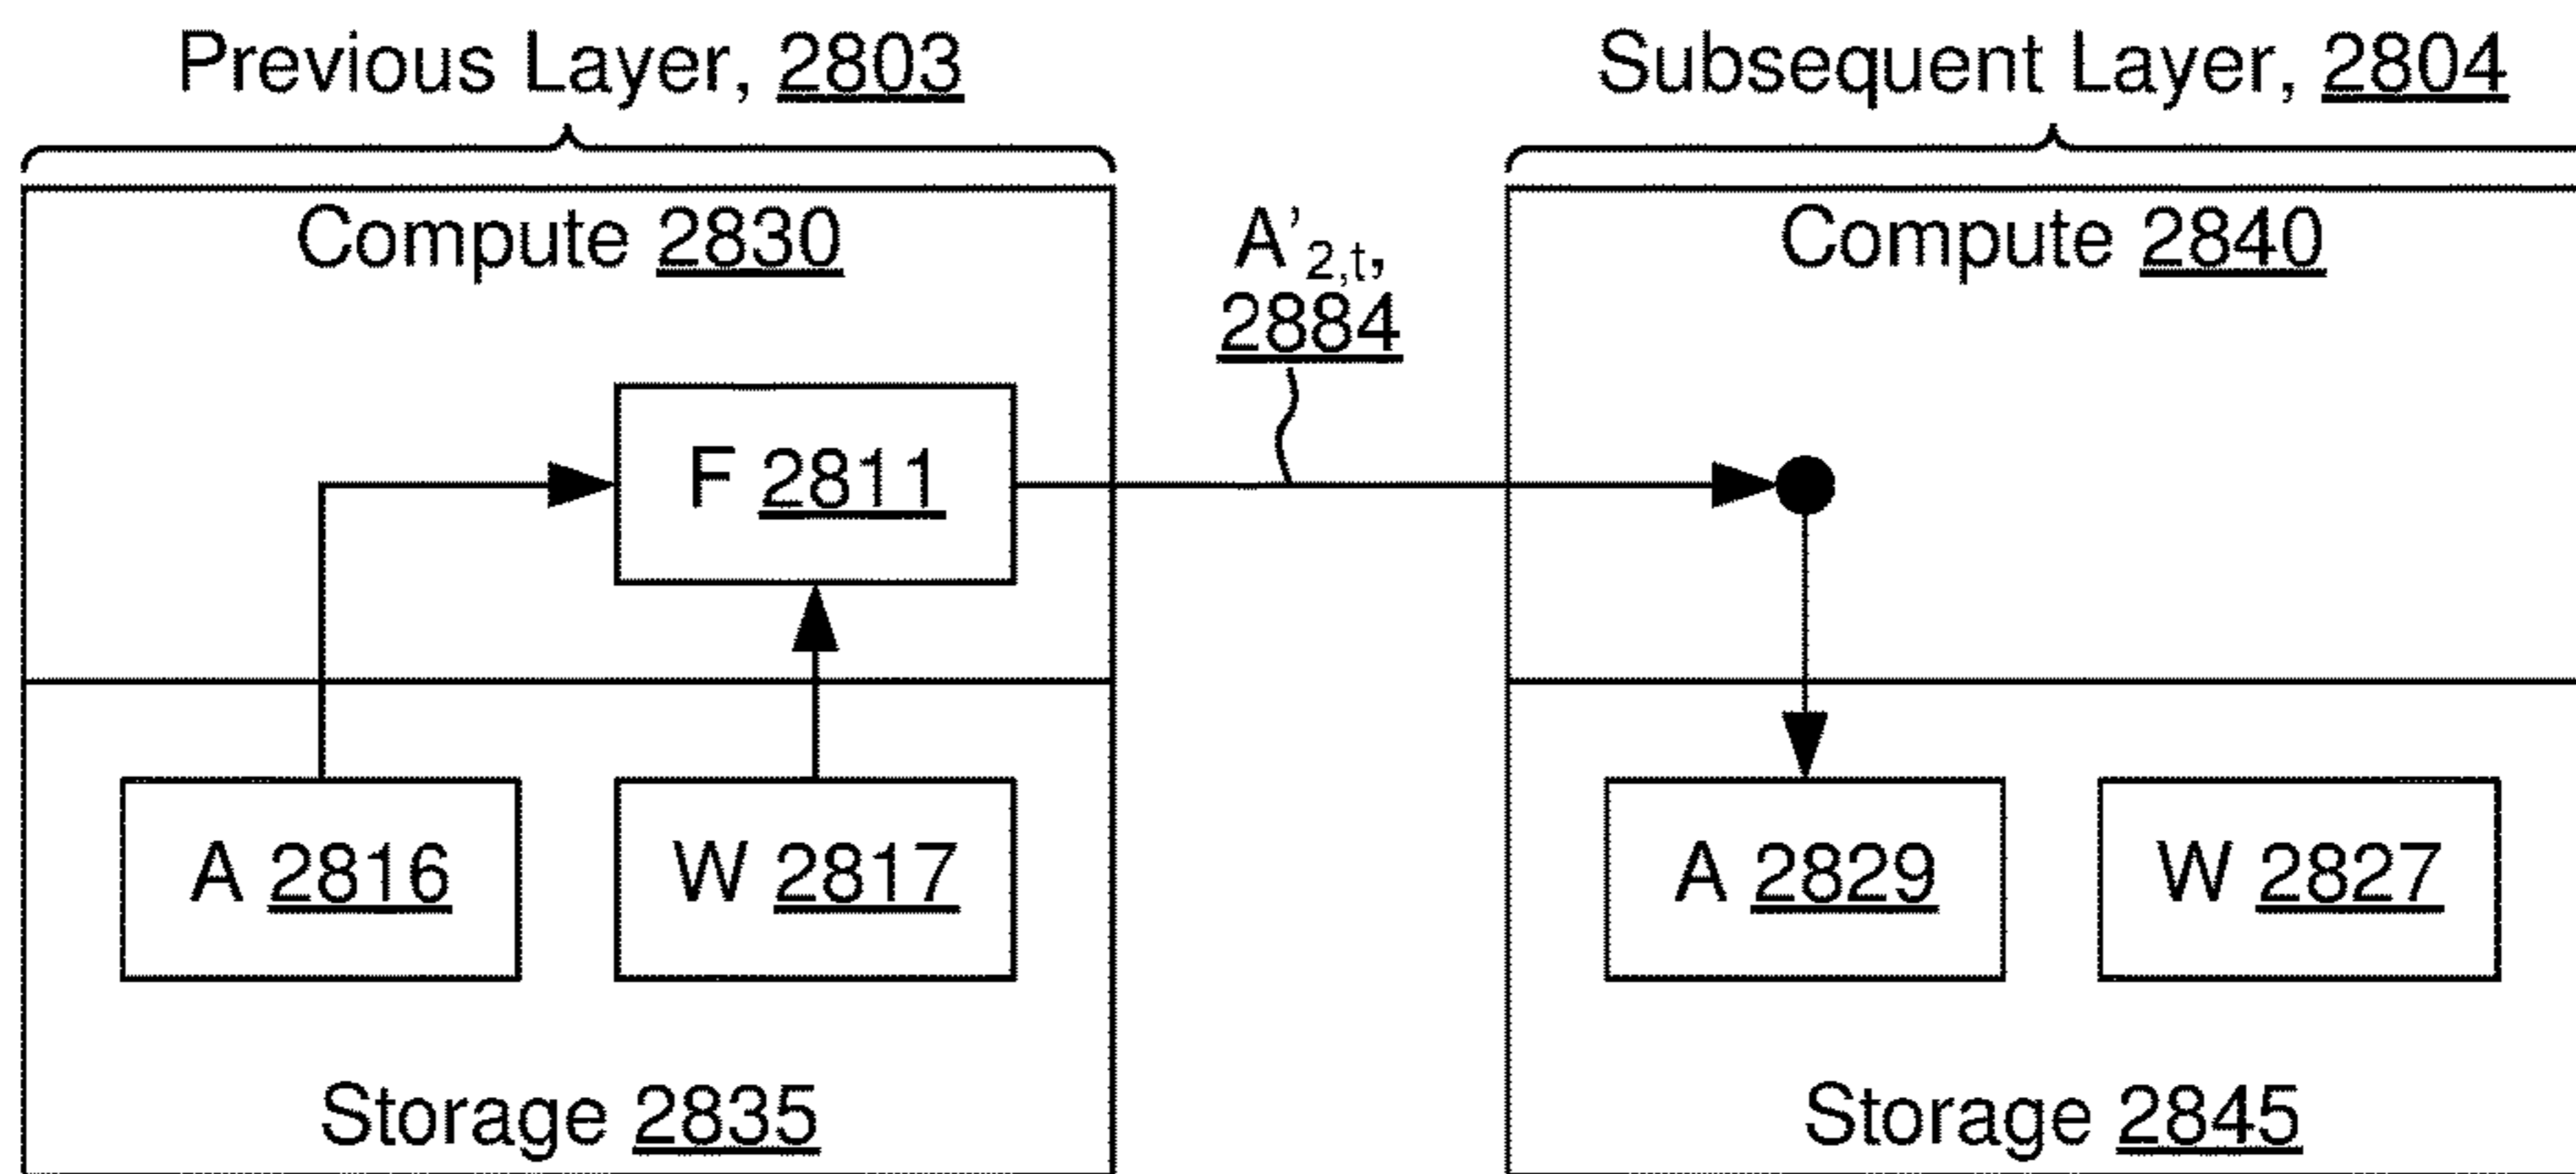 Previous Layer, 2803
Subsequent Layer, 2804
Compute 2830
A’2,t,
2884
Compute 2840
F 2811
A 2816
W 2817
A 2829
W 2827
Storage 2835
Storage 2845